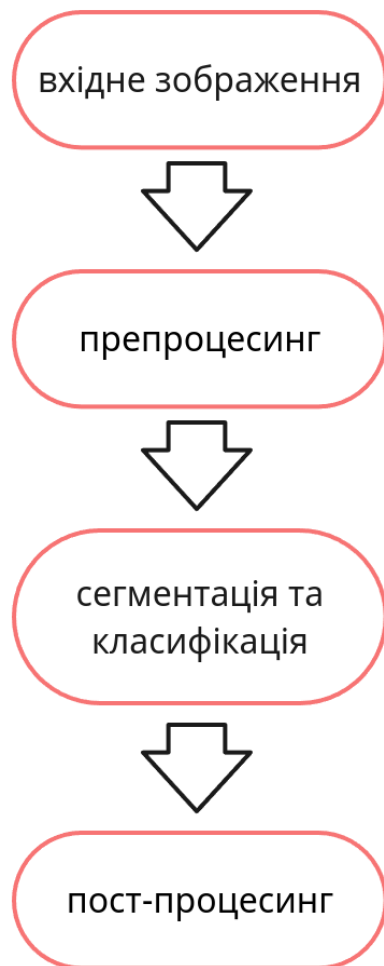 вхідне зображення
препроцесинг
сегментація та
класифікація
пост-процесинг